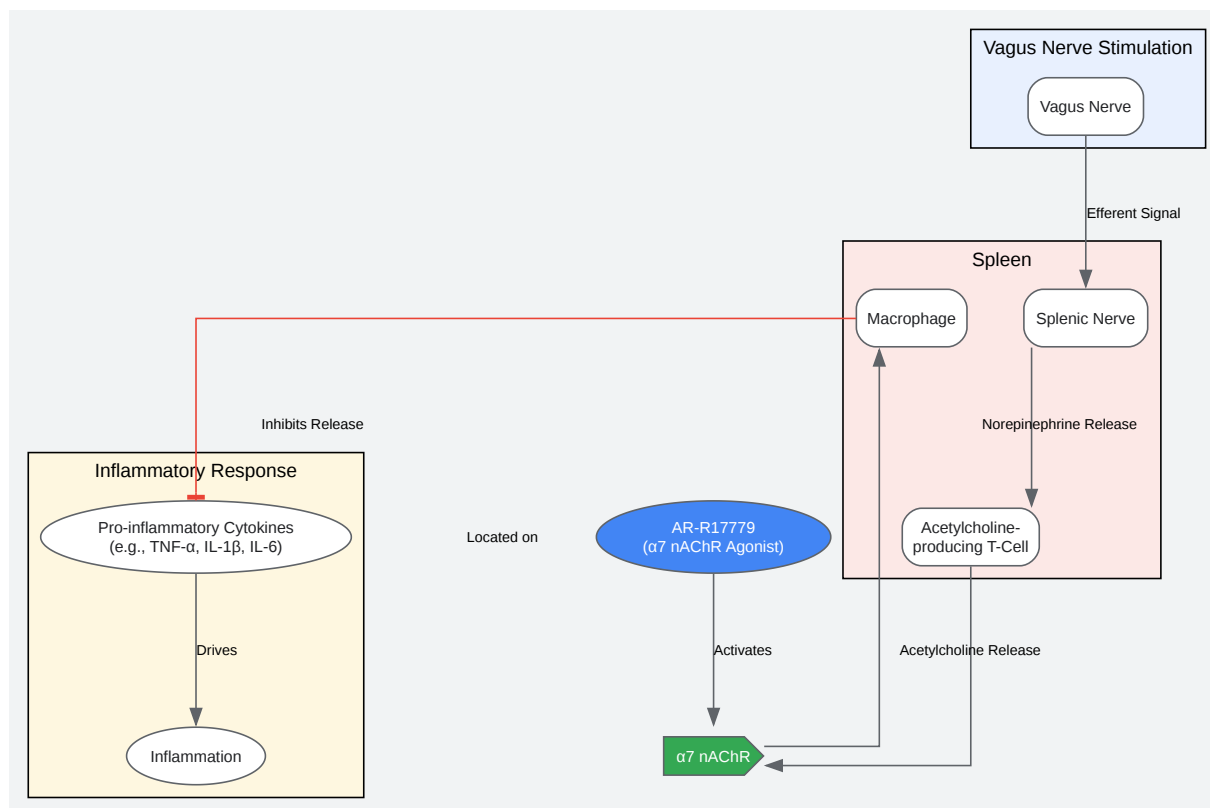 Vagus Nerve Stimulation
Vagus Nerve
Efferent Signal
Spleen
Macrophage
Splenic Nerve
Inhibits Release
Norepinephrine Release
Inflammatory Response
Pro-inflammatory Cytokines
(e.g., TNF-α, IL-1β, IL-6)
Located on
AR-R17779
(α7 nAChR Agonist)
Acetylcholine-
producing T-Cell
Drives
Activates
Acetylcholine Release
Inflammation
α7 nAChR